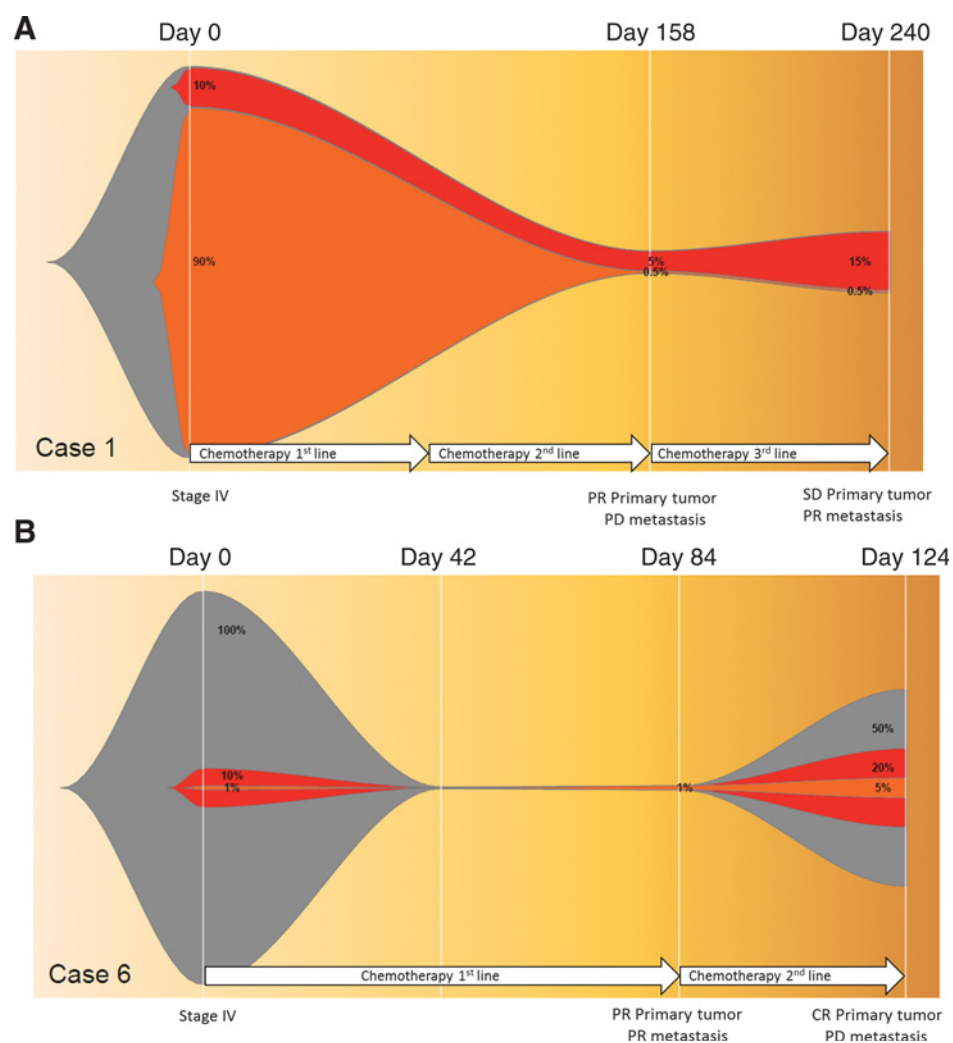 A
Day 0 Day 158 Day 240
10%
90%
5%
0.5%
15%
0.5%
Case 1
Chemotherapy 1st line Chemotherapy 2nd line Chemotherapy 3rd line
Stage IV
PR Primary tumor
PD metastasis
SD Primary tumor
PR metastasis
B
Day 0 Day 42 Day 84 Day 124
100%
10%
1%
1%
50%
20%
5%
Case 6
Chemotherapy 1st line Chemotherapy 2nd line
Stage IV
PR Primary tumor
PR metastasis
CR Primary tumor
PD metastasis